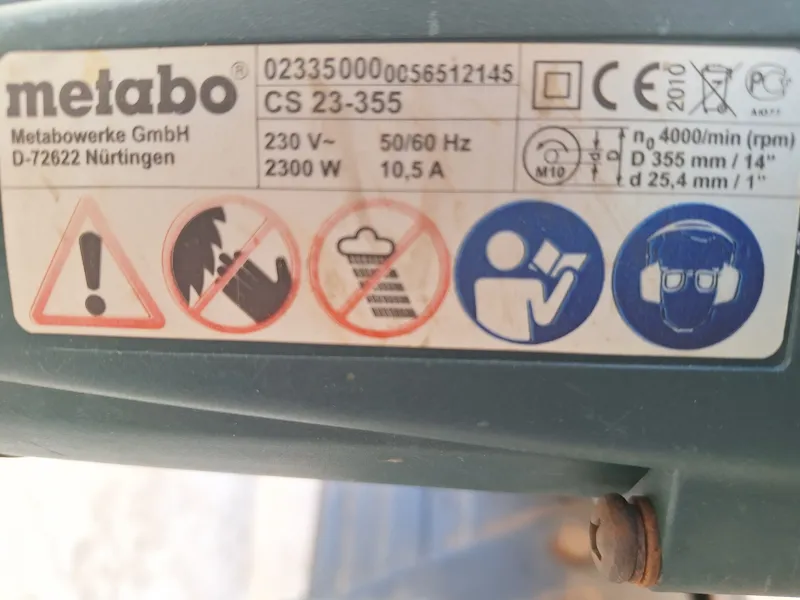 metabo®
Metabowerke GmbH
D-72622 Nürtingen
02335000 0056512145
CS 23-355
230 V~ 50/60 Hz
2300 W 10,5 A
CE 2010
PC
M10
d D
n₀ 4000/min (rpm)
D 355 mm / 14"
d 25,4 mm / 1"